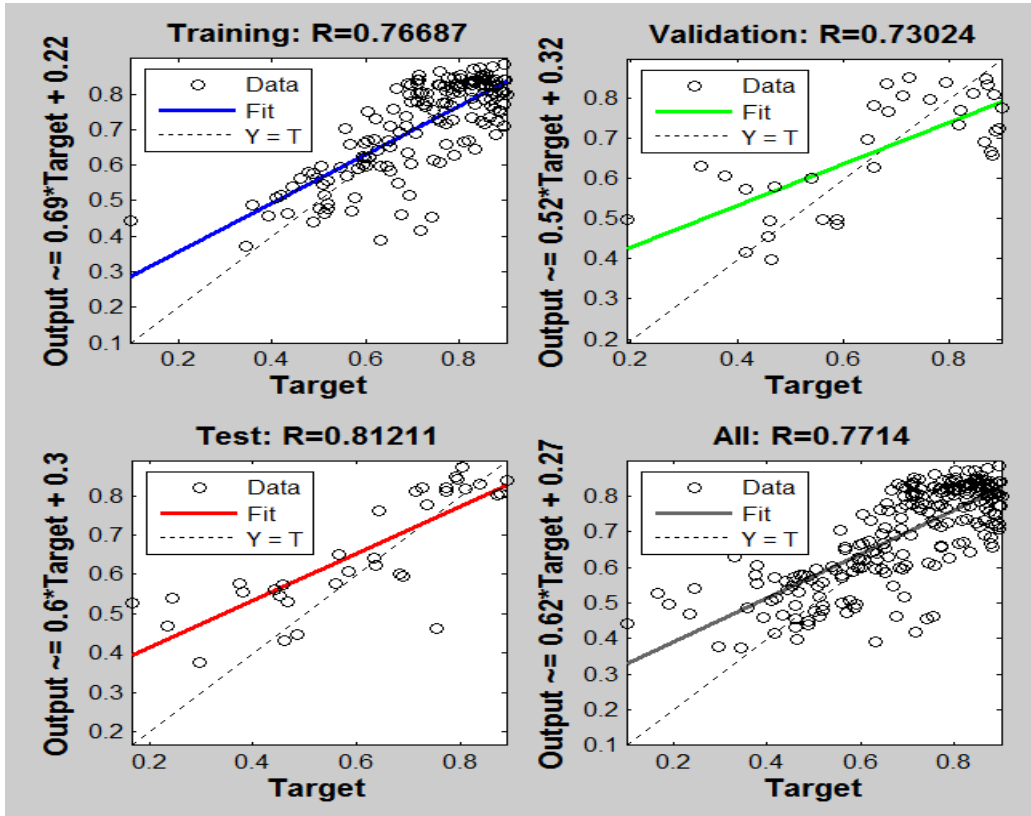 Training: R=0.76687
Output ~= 0.69*Target + 0.22
Data
Fit
Y = T
0.8
0.7
0.6
0.5
0.4
0.3
0.2
0.1
0.2
0.4
0.6
0.8
Target
Validation: R=0.73024
Output ~= 0.52*Target + 0.32
Data
Fit
Y = T
0.8
0.7
0.6
0.5
0.4
0.3
0.2
0.2
0.4
0.6
0.8
Target
Test: R=0.81211
Output ~= 0.6*Target + 0.3
Data
Fit
Y = T
0.8
0.7
0.6
0.5
0.4
0.3
0.2
0.2
0.4
0.6
0.8
Target
All: R=0.7714
Output ~= 0.62*Target + 0.27
Data
Fit
Y = T
0.8
0.7
0.6
0.5
0.4
0.3
0.2
0.1
0.2
0.4
0.6
0.8
Target